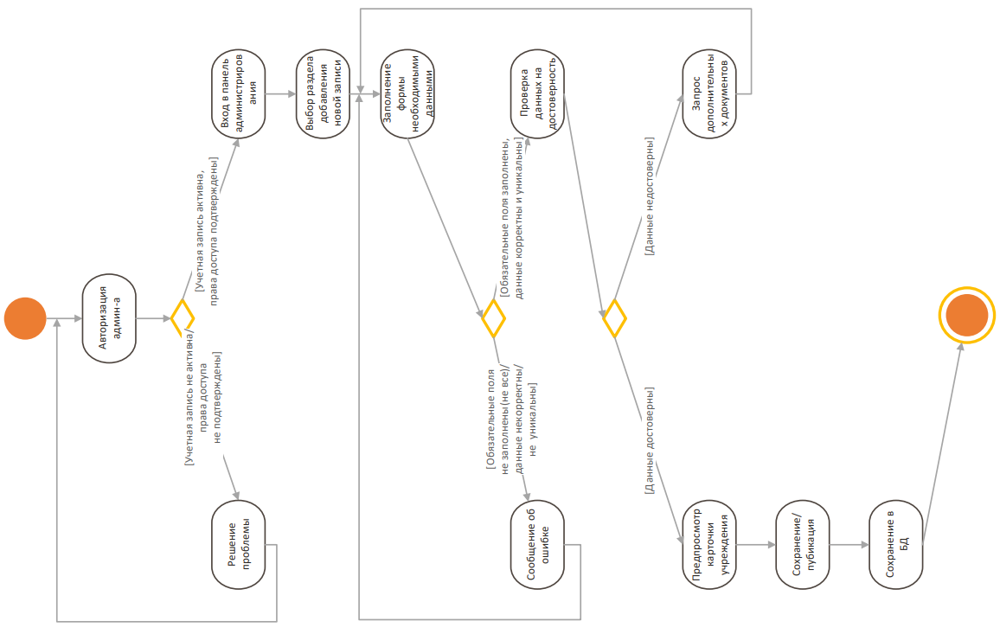 Авторизация
админ-а
[Учетная запись активна,
права доступа подтверждены]
[Учетная запись не активна/
права доступа
не подтверждены]
Вход в панель
администриров
ания
Решение
проблемы
Выбор раздела
добавления
новой записи
Заполнение
формы
необходимыми
данными
[Обязательные поля заполнены,
данные корректны и уникальны]
[Обязательные поля
не заполнены(не все)/
данные некорректны/
не уникальны]
Проверка
данных на
достоверность
Сообщение об
ошибке
[Данные недостоверны]
[Данные достоверны]
Запрос
дополнительны
х документов
Предпросмотр
карточки
учреждения
Сохранение/
пубикация
Сохранение в
БД